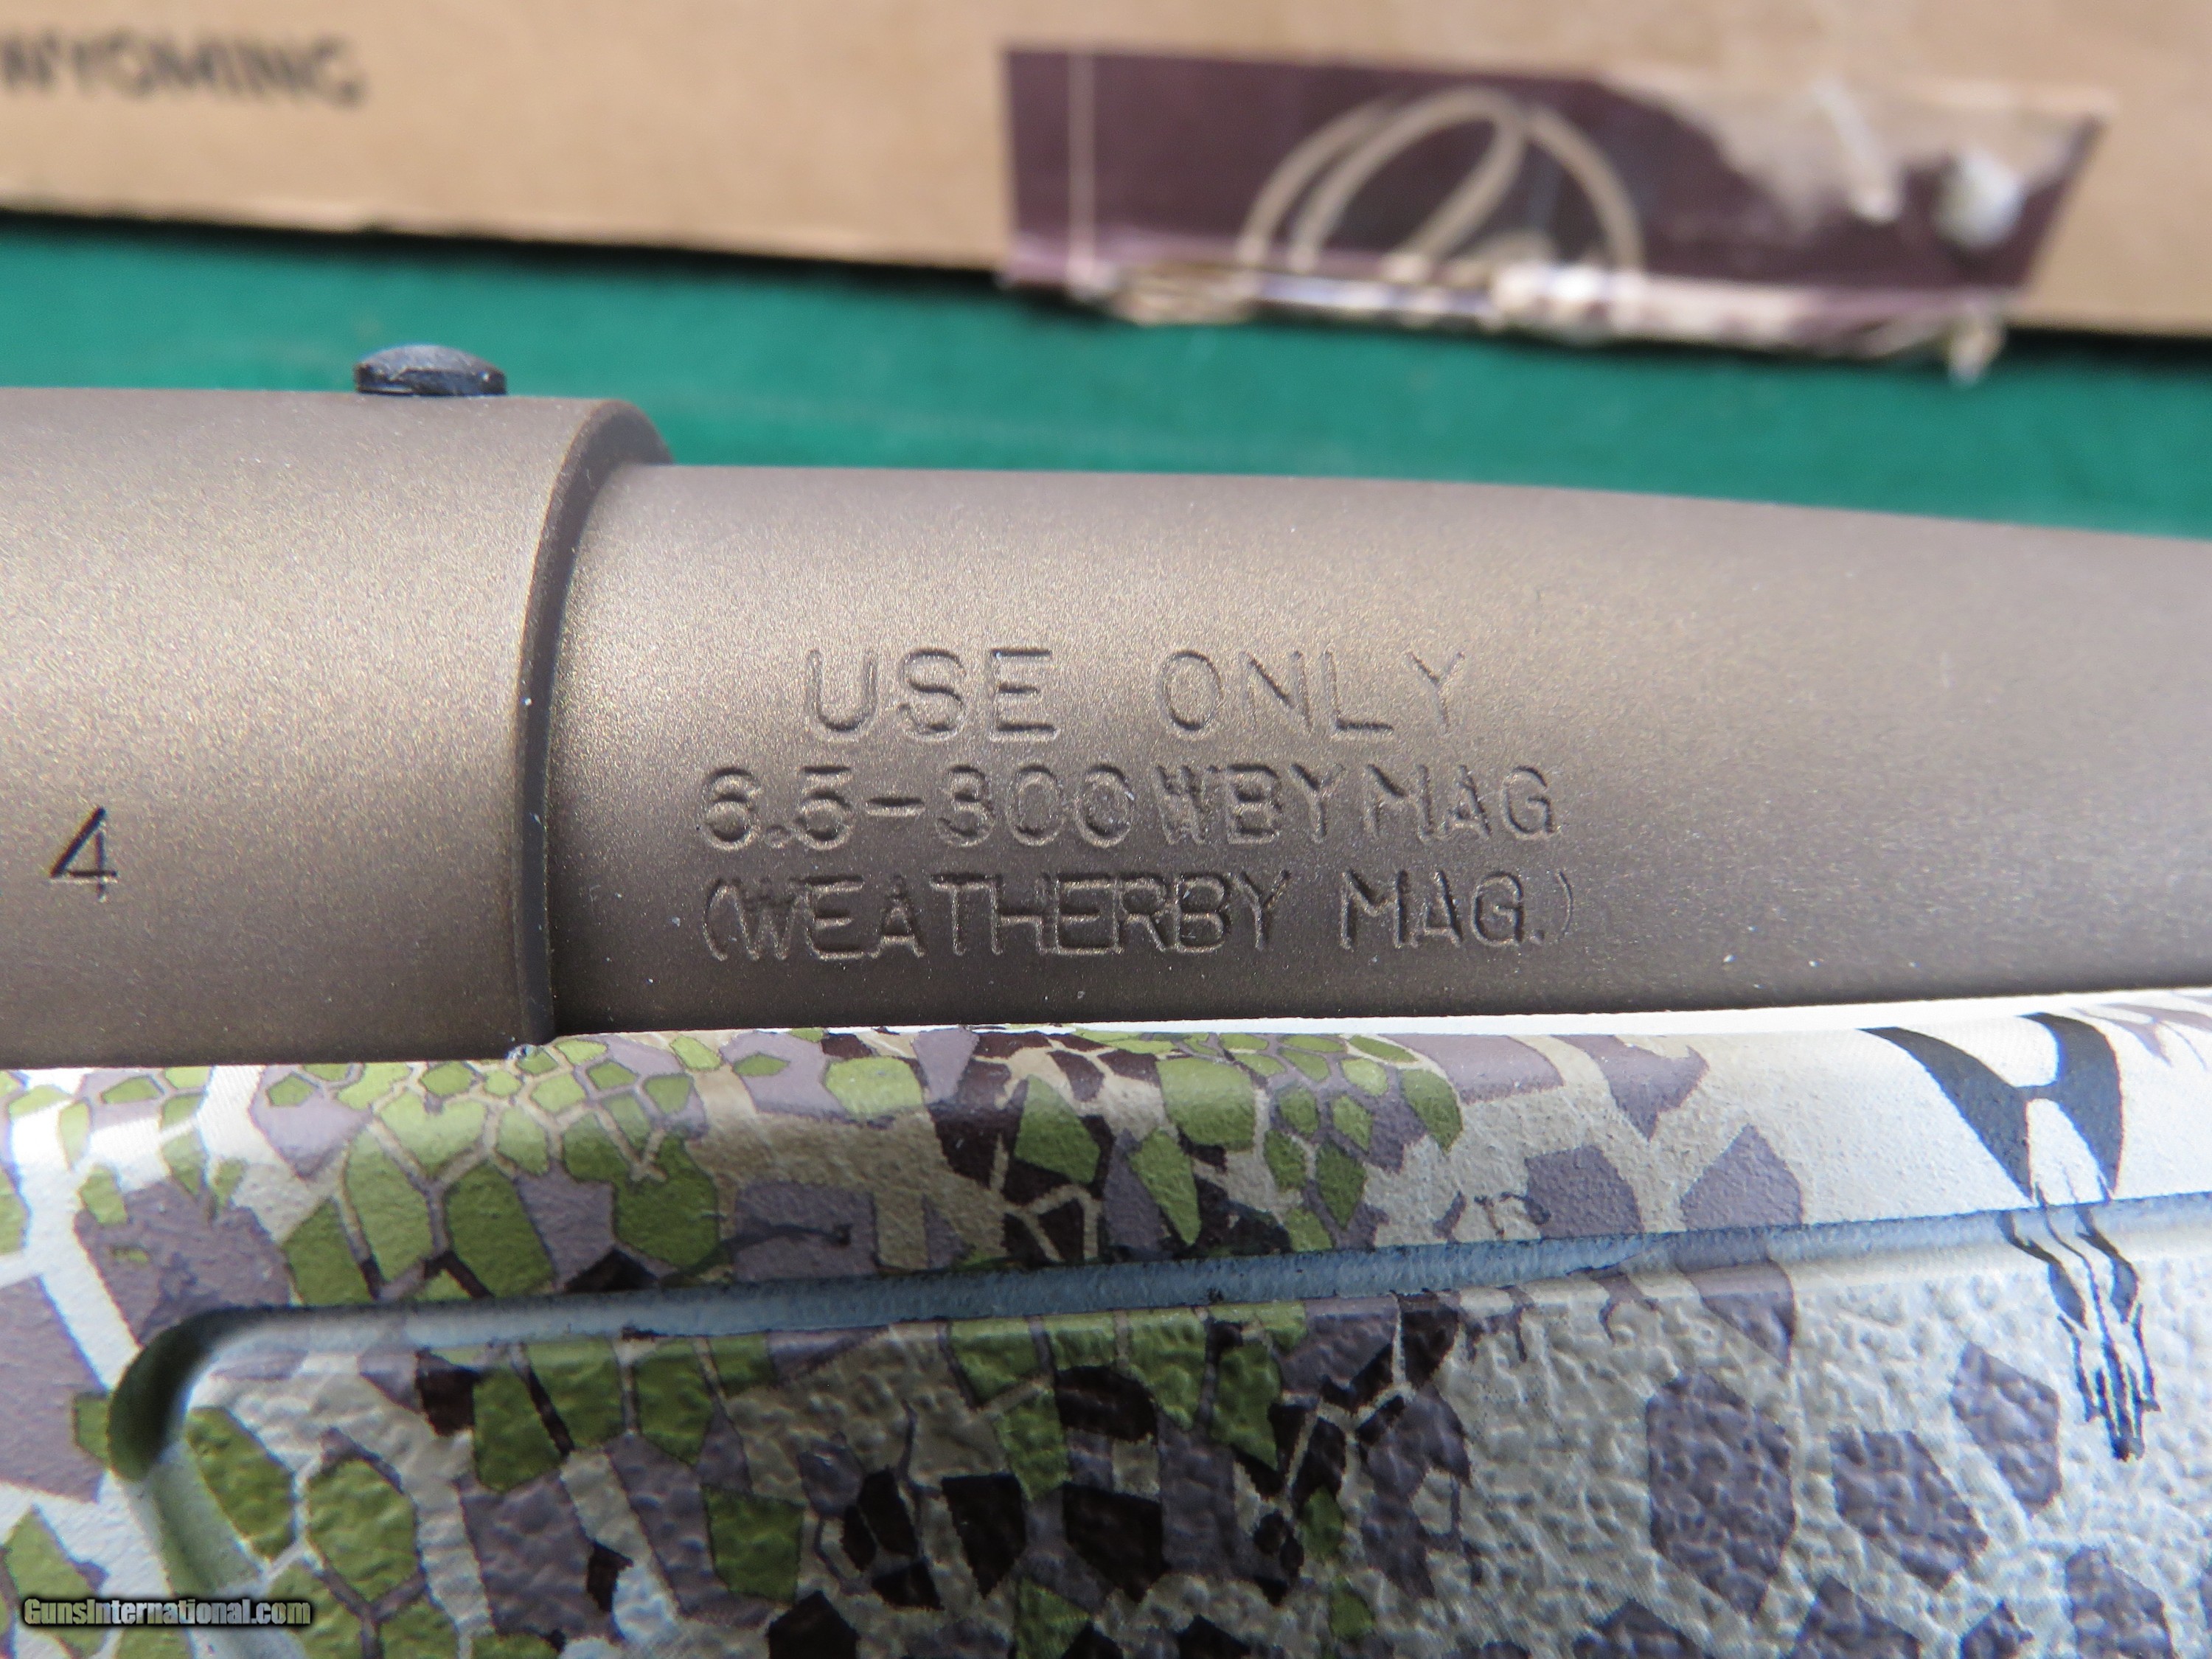 WYOMING
USE ONLY
6.5-300WBYMAG
(WEATHERBY MAG.)
4
GunsInternational.com